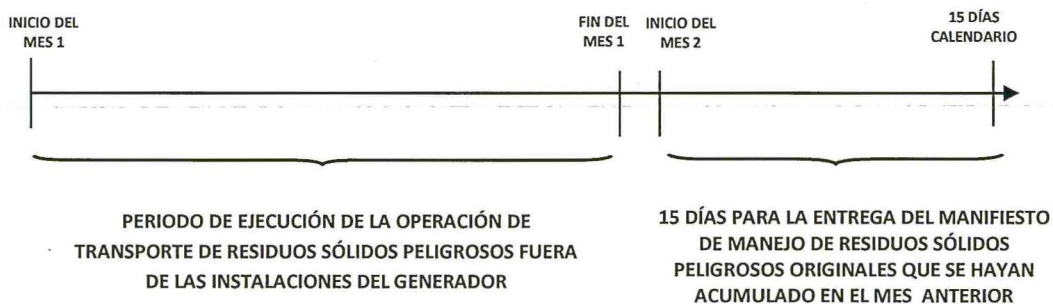 INICIO DEL
MES 1
FIN DEL
MES 1
INICIO DEL
MES 2
15 DÍAS
CALENDARIO
PERIODO DE EJECUCIÓN DE LA OPERACIÓN DE
TRANSPORTE DE RESIDUOS SÓLIDOS PELIGROSOS FUERA
DE LAS INSTALACIONES DEL GENERADOR
15 DÍAS PARA LA ENTREGA DEL MANIFIESTO
DE MANEJO DE RESIDUOS SÓLIDOS
PELIGROSOS ORIGINALES QUE SE HAYAN
ACUMULADO EN EL MES ANTERIOR